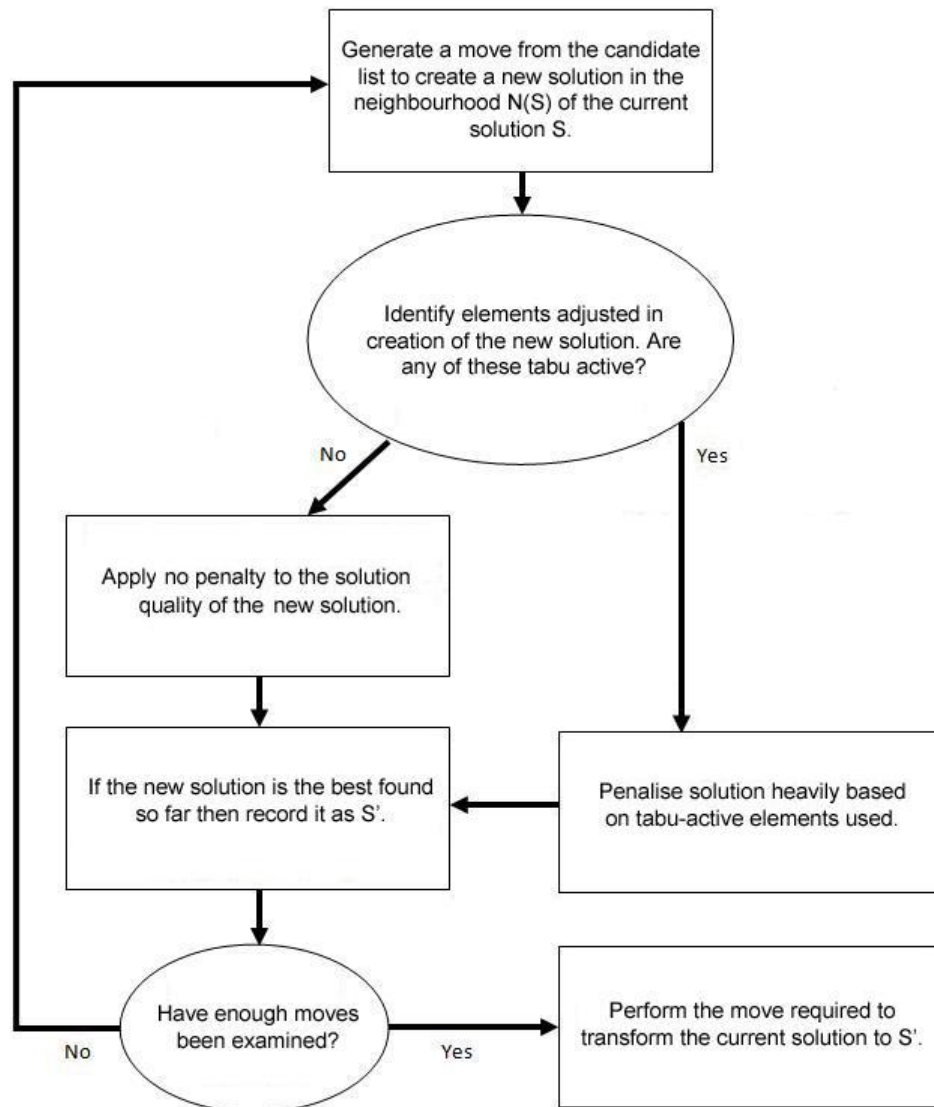 Generate a move from the candidate
list to create a new solution in the
neighbourhood N(S) of the current
solution S.
Identify elements adjusted in
creation of the new solution. Are
any of these tabu active?
No
Yes
Apply no penalty to the solution
quality of the new solution.
If the new solution is the best found
so far then record it as S’.
Penalise solution heavily based
on tabu-active elements used.
Have enough moves
been examined?
No
Yes
Perform the move required to
transform the current solution to S’.